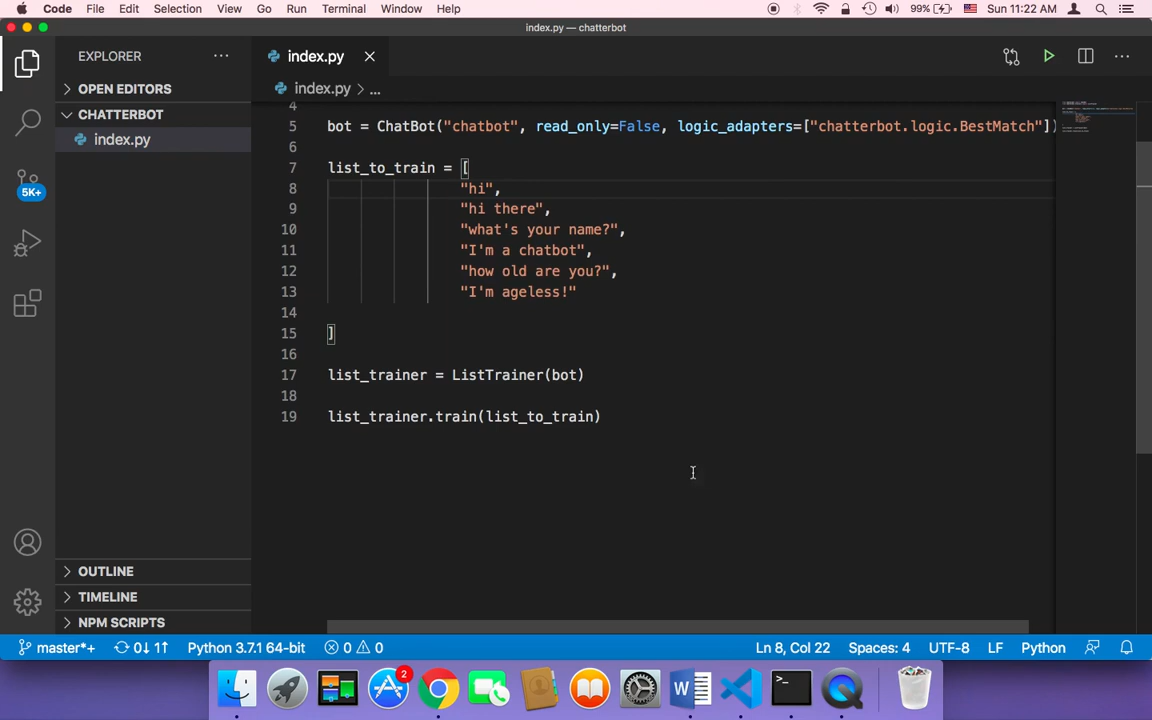 Code File Edit Selection View Go Run Terminal Window Help 99% Sun 11:22 AM
index.py — chatterbot
EXPLORER
index.py
OPEN EDITORS
index.py > ...
CHATTERBOT
index.py
4
5 bot = ChatBot("chatbot", read_only=False, logic_adapters=["chatterbot.logic.BestMatch"])
6
7 list_to_train = [
8 "hi",
9 "hi there",
10 "what's your name?",
11 "I'm a chatbot",
12 "how old are you?",
13 "I'm ageless!"
14
15 ]
16
17 list_trainer = ListTrainer(bot)
18
19 list_trainer.train(list_to_train)
5K+
OUTLINE
TIMELINE
NPM SCRIPTS
master*+ 0↓ 1↑ Python 3.7.1 64-bit 0 0 Ln 8, Col 22 Spaces: 4 UTF-8 LF Python
2
W
>_